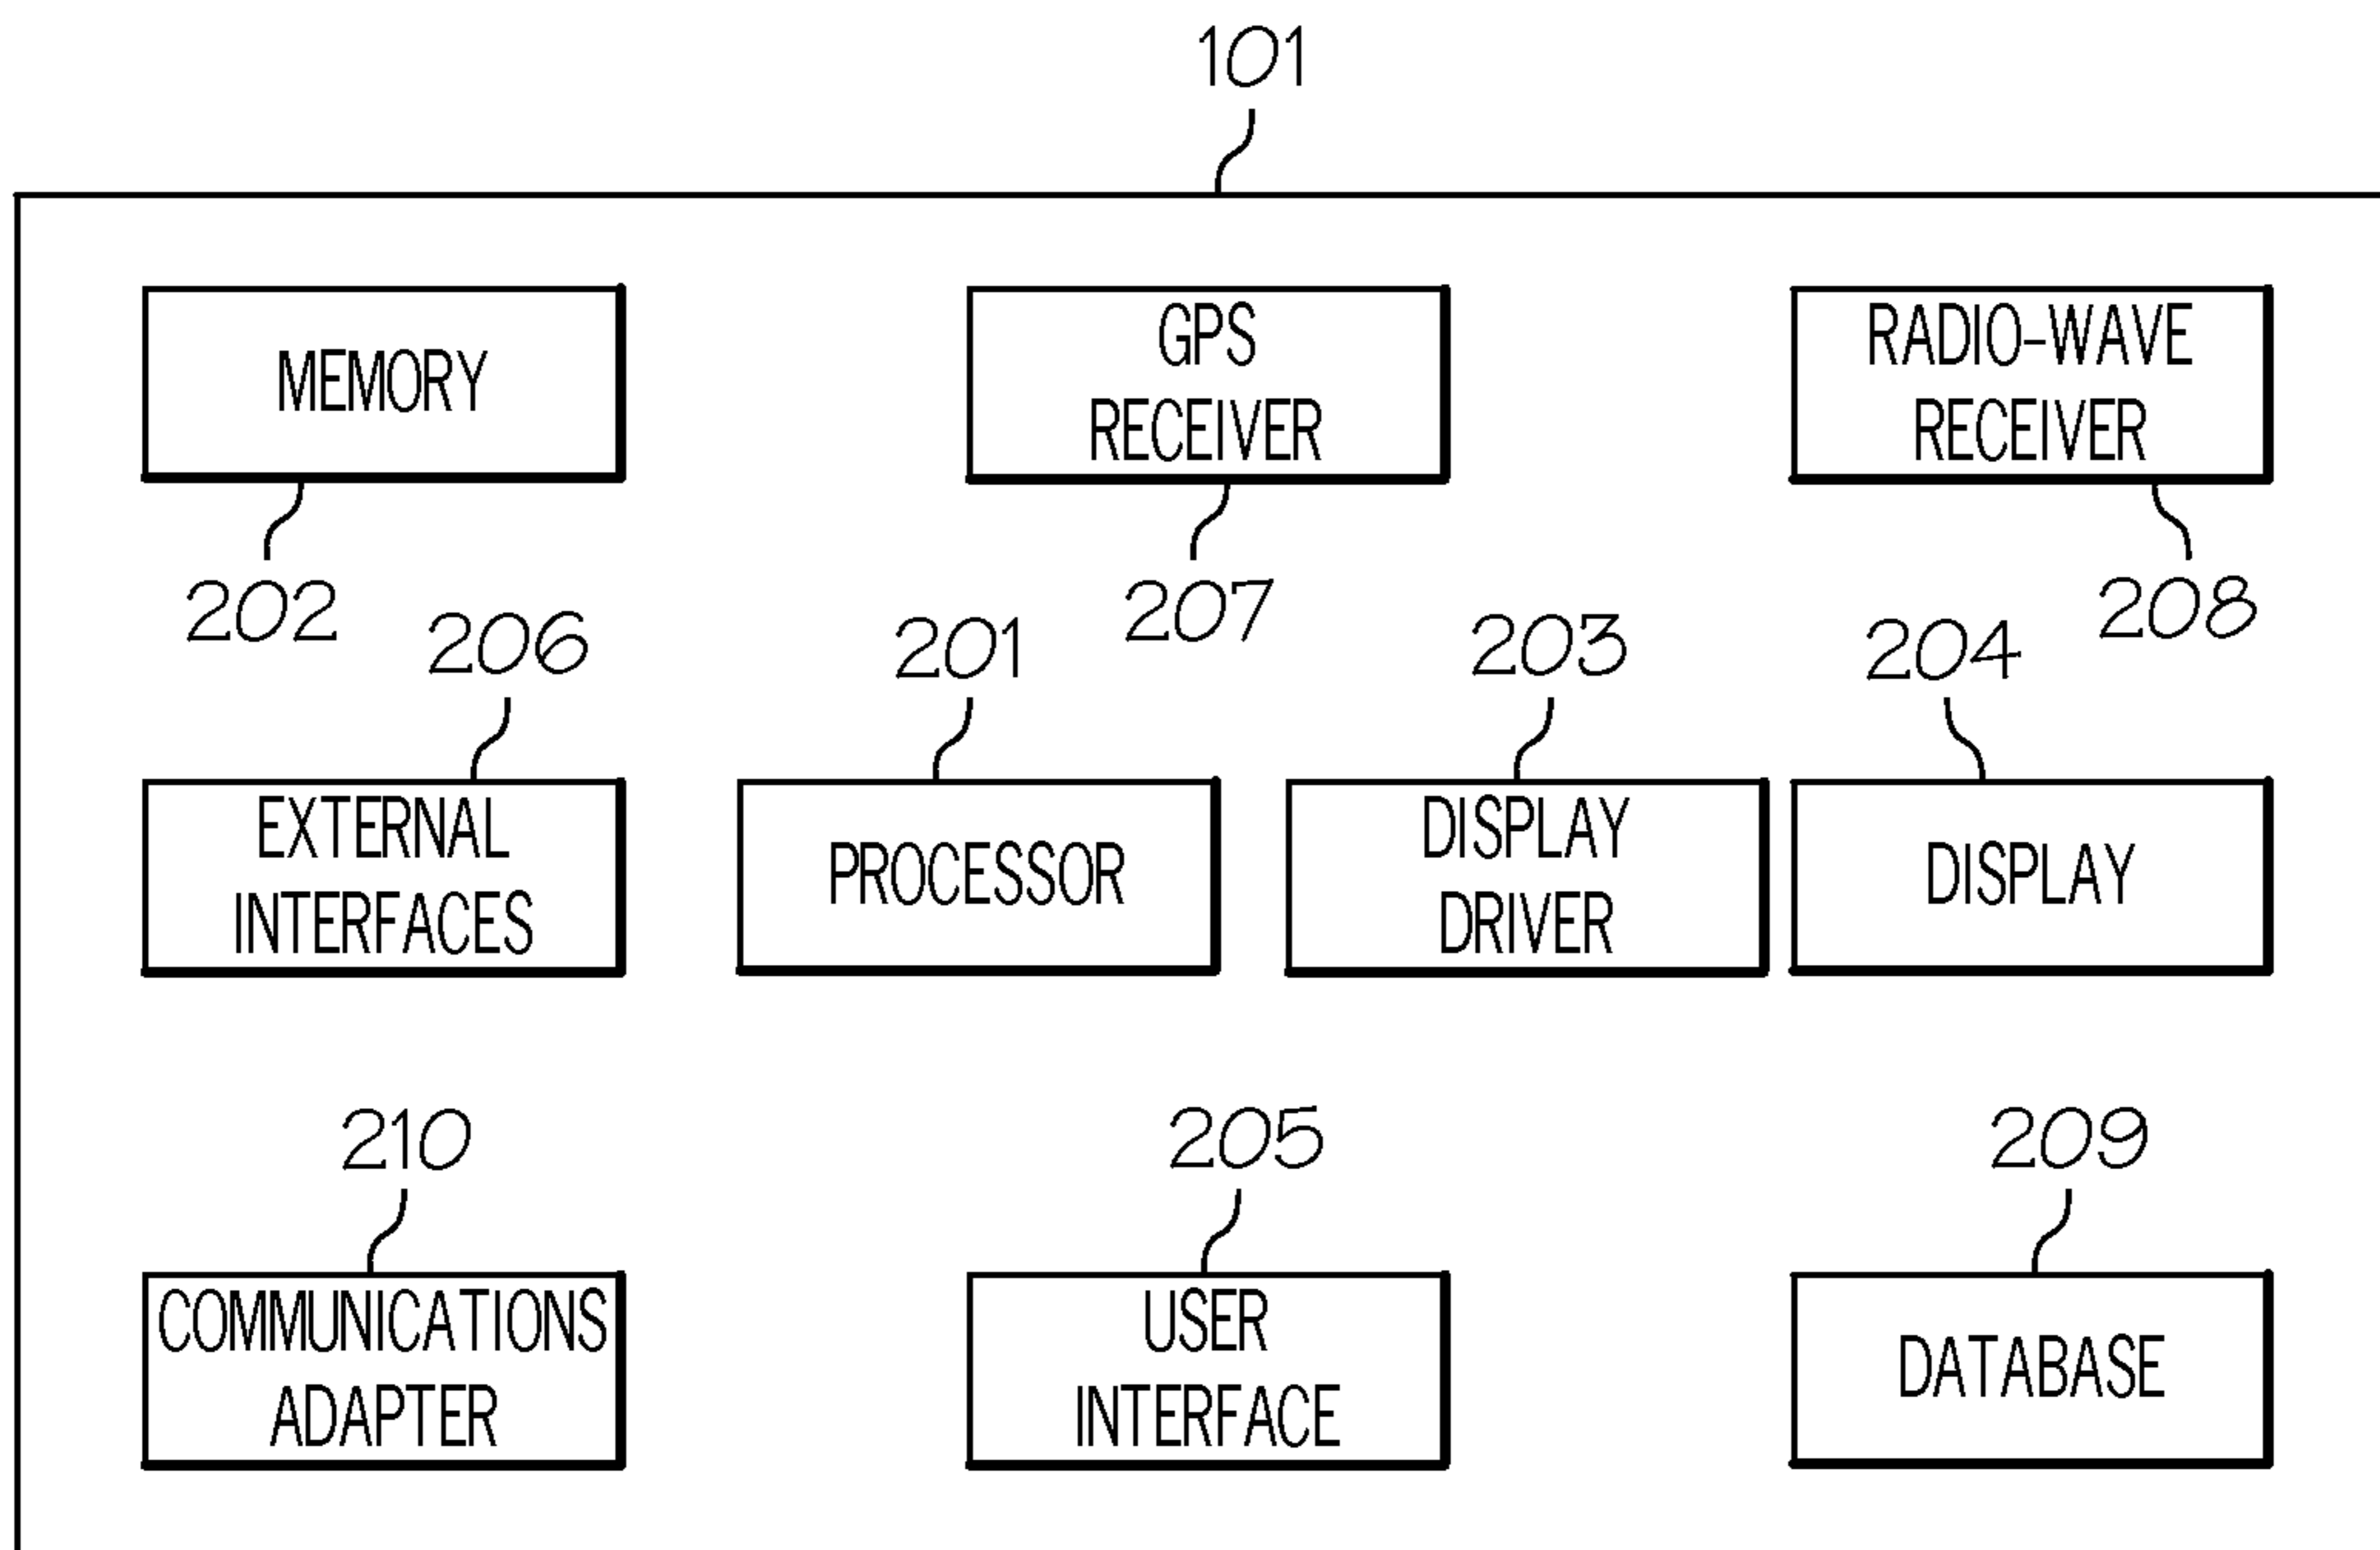 101
MEMORY
GPS
RECEIVER
RADIO-WAVE
RECEIVER
202
207
208
206
201
203
204
EXTERNAL
INTERFACES
PROCESSOR
DISPLAY
DRIVER
DISPLAY
210
205
209
COMMUNICATIONS
ADAPTER
USER
INTERFACE
DATABASE